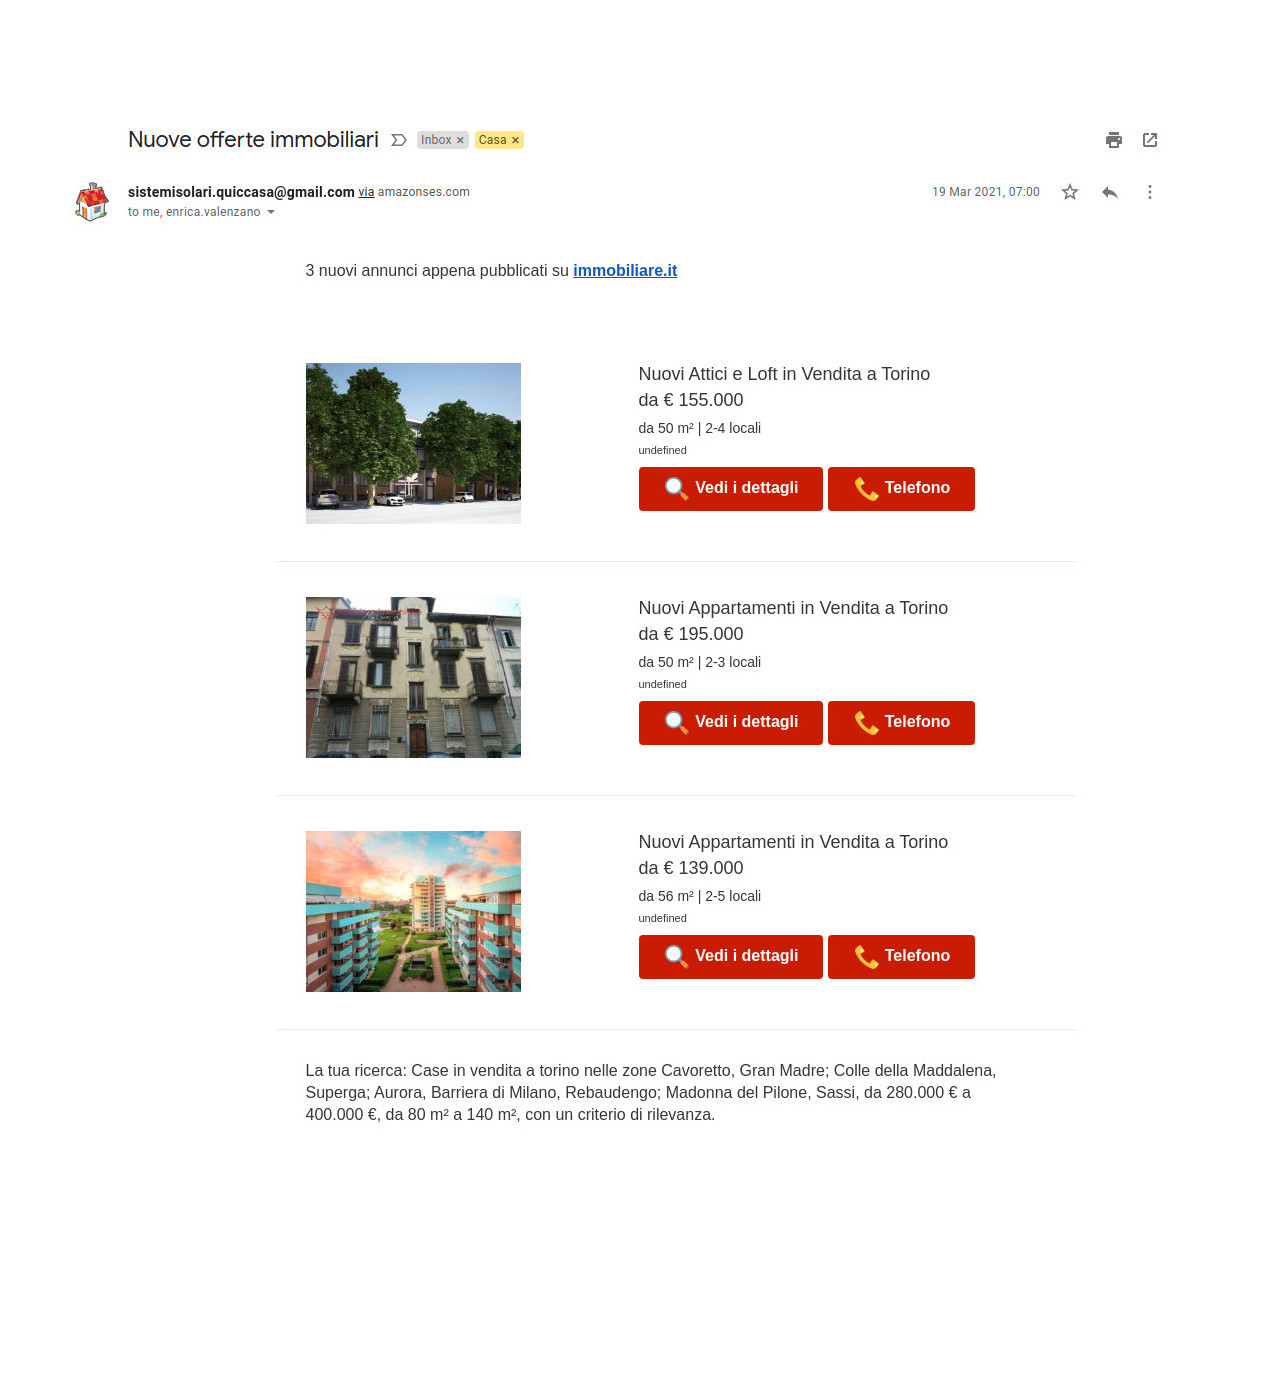 Nuove offerte immobiliari
Inbox ×
Casa ×
sistemisolari.quiccasa@gmail.com via amazonses.com
19 Mar 2021, 07:00
to me, enrica.valenzano
3 nuovi annunci appena pubblicati su immobiliare.it
Nuovi Attici e Loft in Vendita a Torino
da € 155.000
da 50 m² | 2-4 locali
undefined
Vedi i dettagli
Telefono
Nuovi Appartamenti in Vendita a Torino
da € 195.000
da 50 m² | 2-3 locali
undefined
Vedi i dettagli
Telefono
Nuovi Appartamenti in Vendita a Torino
da € 139.000
da 56 m² | 2-5 locali
undefined
Vedi i dettagli
Telefono
La tua ricerca: Case in vendita a torino nelle zone Cavoretto, Gran Madre; Colle della Maddalena,
Superga; Aurora, Barriera di Milano, Rebaudengo; Madonna del Pilone, Sassi, da 280.000 € a
400.000 €, da 80 m² a 140 m², con un criterio di rilevanza.